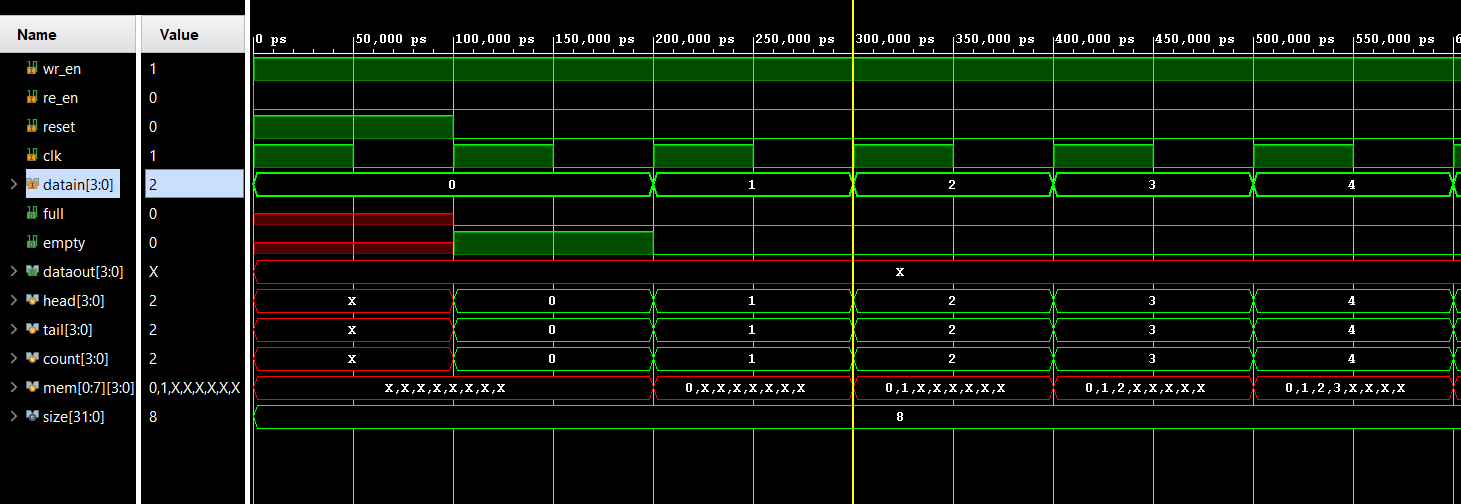 Name Value 0 ps 50,000 ps 100,000 ps 150,000 ps 200,000 ps 250,000 ps 300,000 ps 350,000 ps 400,000 ps 450,000 ps 500,000 ps 550,000 ps
wr_en 1
re_en 0
reset 0
clk 1
datain[3:0] 2 0 1 2 3 4
full 0
empty 0
dataout[3:0] X X
head[3:0] 2 X 0 1 2 3 4
tail[3:0] 2 X 0 1 2 3 4
count[3:0] 2 X 0 1 2 3 4
mem[0:7][3:0] 0,1,X,X,X,X,X,X X,X,X,X,X,X,X,X 0,X,X,X,X,X,X,X 0,1,X,X,X,X,X,X 0,1,2,X,X,X,X,X 0,1,2,3,X,X,X,X
size[31:0] 8 8